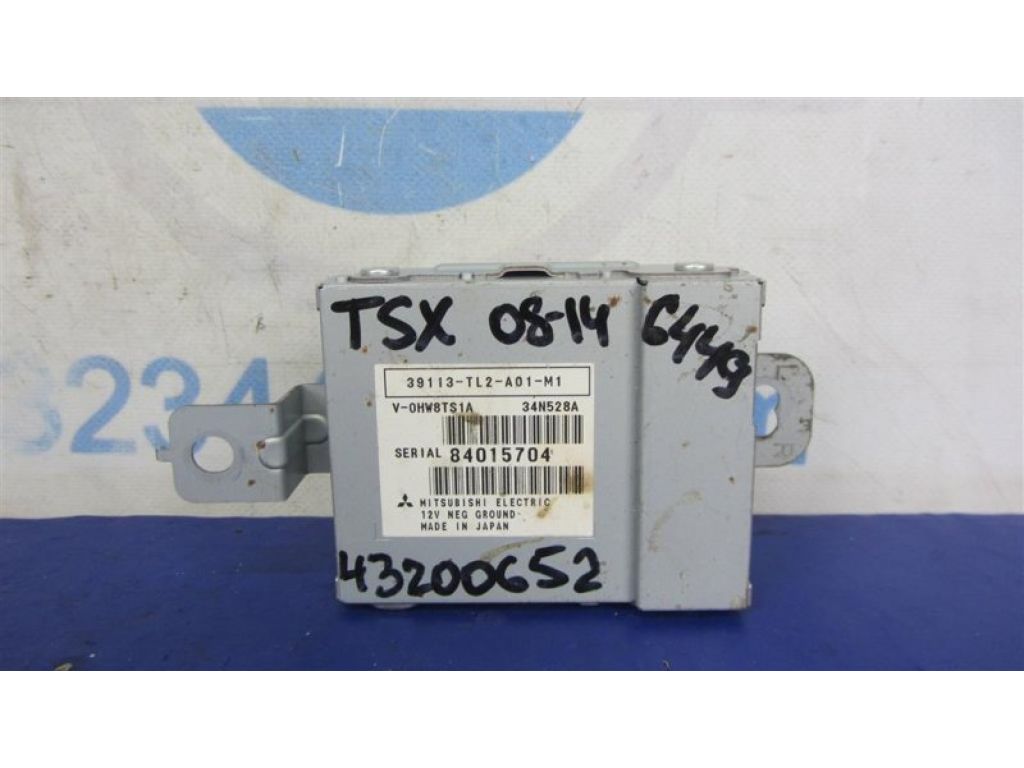 TSX 08-14 6449
39113-TL2-A01-M1
V-0HW8TS1A 34N528A
SERIAL 84015704
MITSUBISHI ELECTRIC
12V NEG GROUND
MADE IN JAPAN
43200652
3234
L
R